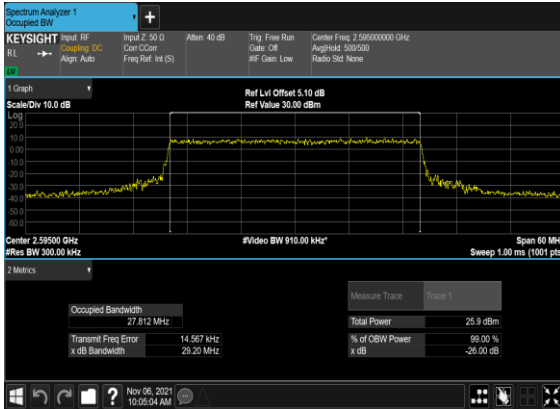 Spectrum Analyzer 1
Occupied BW
+
KEYSIGHT Input: RF Input Z: 50 Ω Atten: 40 dB Trig: Free Run Center Freq: 2.595000000 GHz
RL Coupling: DC Corr CCorr Gate: Off Avg|Hold: 500/500
Align: Auto Freq Ref: Int (S) #IF Gain: Low Radio Std: None
1 Graph
Ref Lvl Offset 5.10 dB
Scale/Div 10.0 dB Ref Value 30.00 dBm
Log
20.0
10.0
0.00
-10.0
-20.0
-30.0
-40.0
-50.0
-60.0
Center 2.59500 GHz #Video BW 910.00 kHz* Span 60 MH
#Res BW 300.00 kHz Sweep 1.00 ms (1001 pts
2 Metrics
Measure Trace Trace 1
Occupied Bandwidth
27.812 MHz Total Power 25.9 dBm
Transmit Freq Error 14.567 kHz % of OBW Power 99.00 %
x dB Bandwidth 29.20 MHz x dB -26.00 dB
? Nov 06, 2021
10:05:04 AM